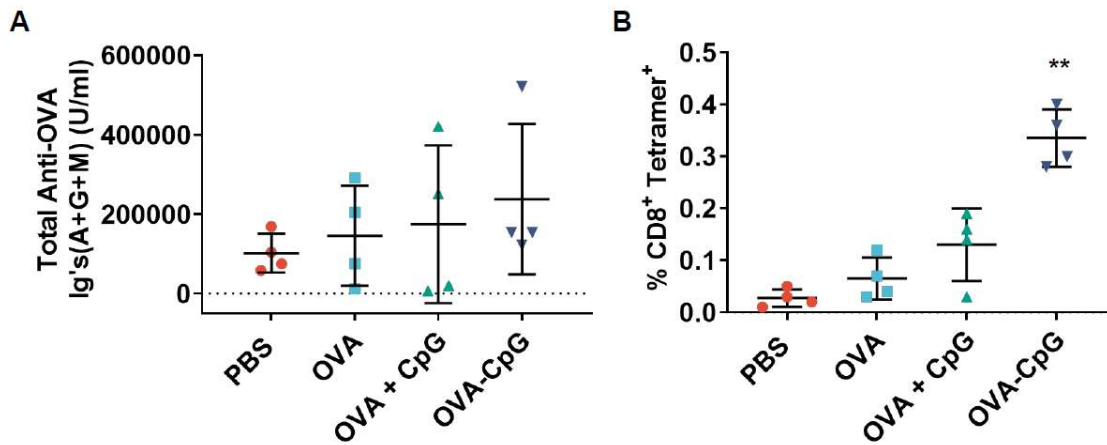 A
Total Anti-OVA
Ig's(A+G+M) (U/ml)
600000
400000
200000
0
PBS
OVA
OVA + CpG
OVA-CpG
B
% CD8⁺ Tetramer⁺
0.5
0.4
0.3
0.2
0.1
0.0
**
PBS
OVA
OVA + CpG
OVA-CpG